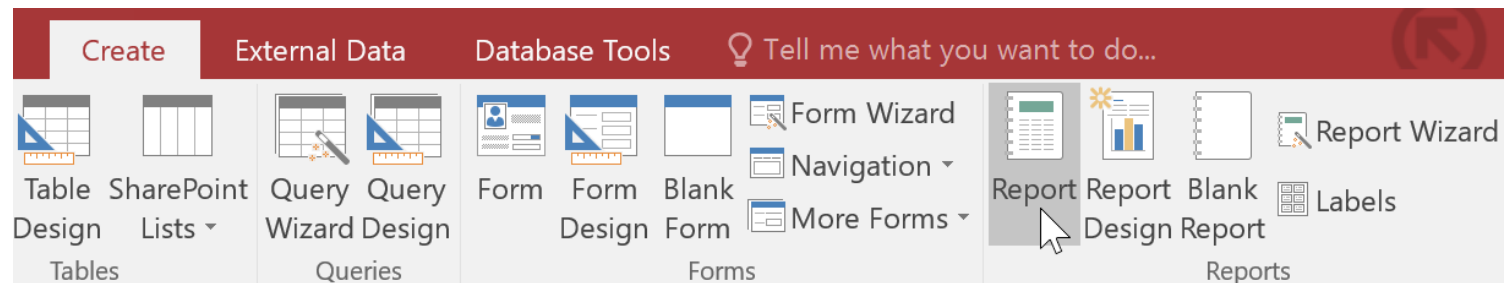 Create External Data Database Tools Tell me what you want to do...
Table Design
SharePoint Lists
Query Wizard
Query Design
Form
Form Design
Blank Form
Form Wizard
Navigation
More Forms
Report
Report Design
Blank Report
Report Wizard
Labels
Tables Queries Forms Reports